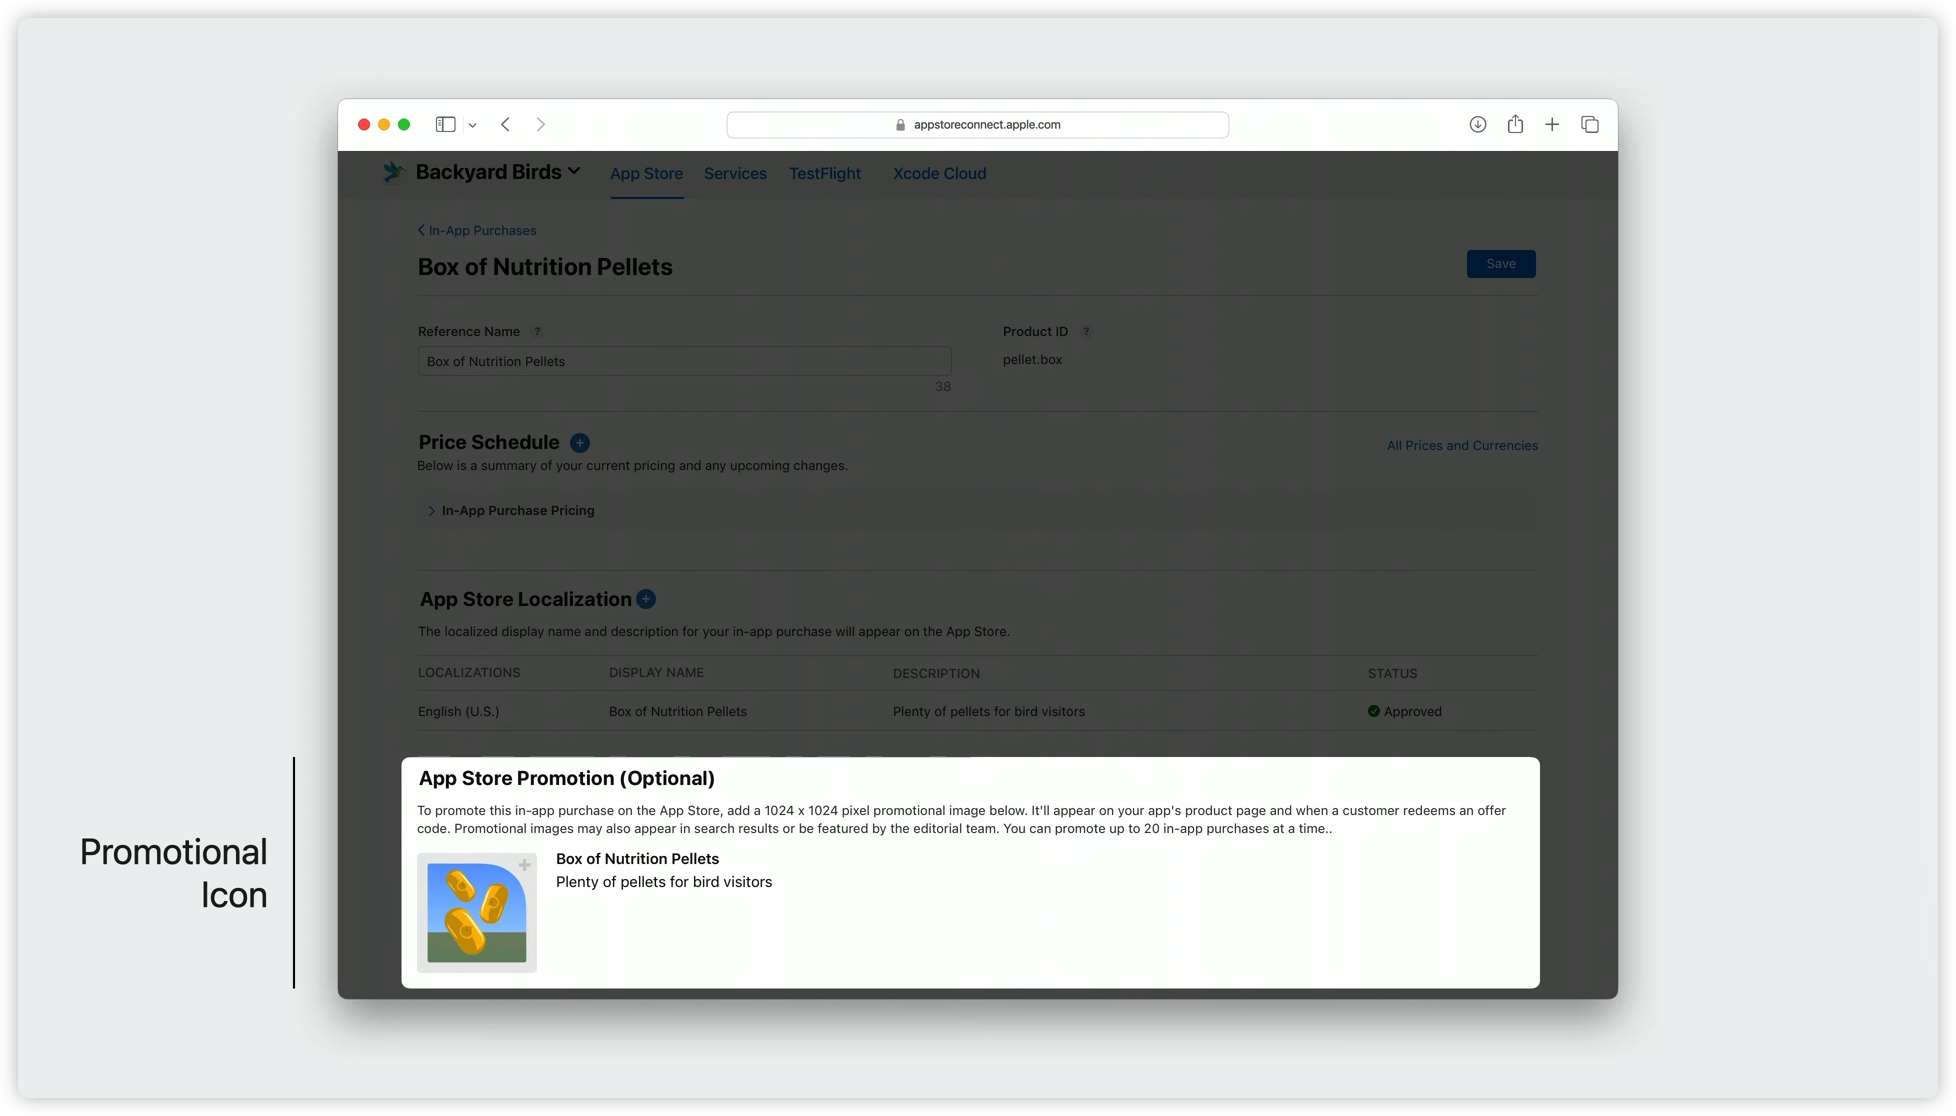 appstoreconnect.apple.com
Backyard Birds App Store Services TestFlight Xcode Cloud
In-App Purchases
Box of Nutrition Pellets Save
Reference Name ? Product ID ?
Box of Nutrition Pellets pellet.box
38
Price Schedule All Prices and Currencies
Below is a summary of your current pricing and any upcoming changes.
In-App Purchase Pricing
App Store Localization
The localized display name and description for your in-app purchase will appear on the App Store.
LOCALIZATIONS DISPLAY NAME DESCRIPTION STATUS
English (U.S.) Box of Nutrition Pellets Plenty of pellets for bird visitors Approved
Promotional
Icon
App Store Promotion (Optional)
To promote this in-app purchase on the App Store, add a 1024 x 1024 pixel promotional image below. It'll appear on your app's product page and when a customer redeems an offer
code. Promotional images may also appear in search results or be featured by the editorial team. You can promote up to 20 in-app purchases at a time..
Box of Nutrition Pellets
Plenty of pellets for bird visitors